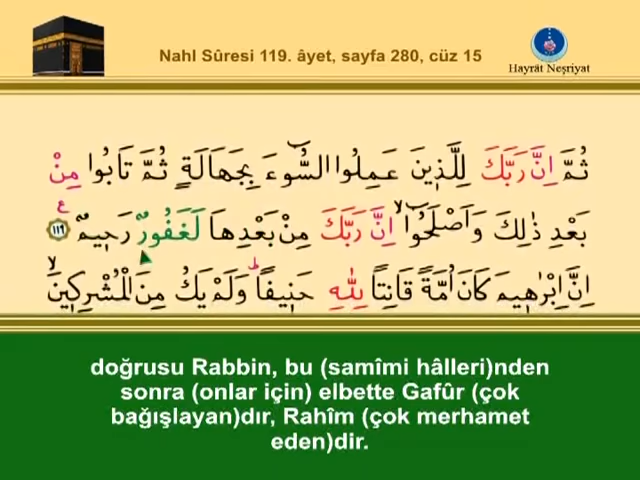 Nahl Sûresi 119. âyet, sayfa 280, cüz 15
Hayrât Neşriyat
ثُمَّ اِنَّ رَبَّكَ لِلَّذ۪ينَ عَمِلُوا السُّٓوءَ بِجَهَالَةٍ ثُمَّ تَابُوا مِنْ
بَعْدِ ذٰلِكَ وَاَصْلَحُٓواۙ اِنَّ رَبَّكَ مِنْ بَعْدِهَا لَغَفُورٌ رَح۪يمٌ ع ﴿١١٩﴾
اِنَّ اِبْرٰه۪يمَ كَانَ اُمَّةً قَانِتًا لِلّٰهِ حَن۪يفًاۜ وَلَمْ يَكُ مِنَ الْمُشْرِك۪ينَۙ
doğrusu Rabbin, bu (samîmi hâlleri)nden
sonra (onlar için) elbette Gafûr (çok
bağışlayan)dır, Rahîm (çok merhamet
eden)dir.